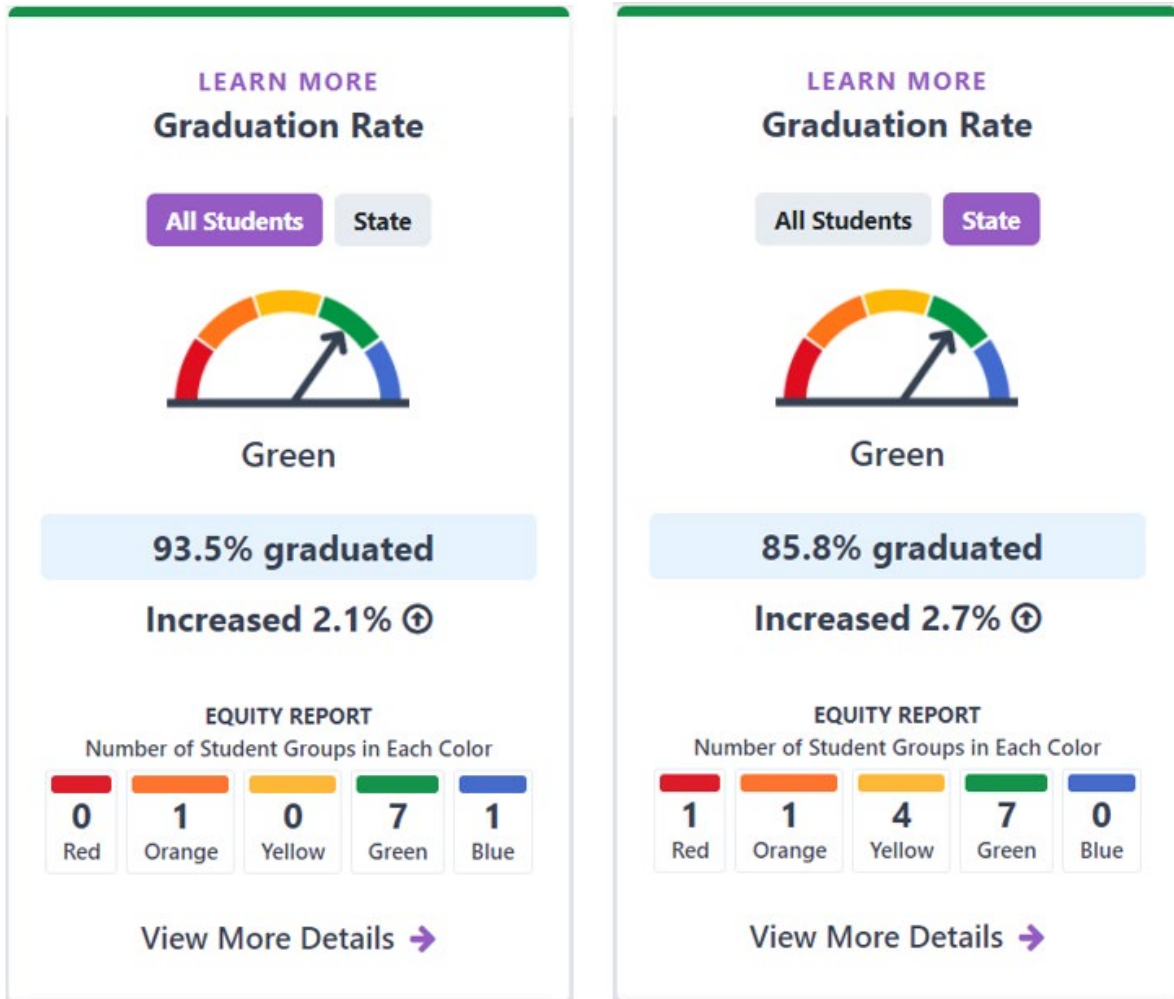 LEARN MORE
Graduation Rate
All Students State
Green
93.5% graduated
Increased 2.1%
EQUITY REPORT
Number of Student Groups in Each Color
0 1 0 7 1
Red Orange Yellow Green Blue
View More Details
LEARN MORE
Graduation Rate
All Students State
Green
85.8% graduated
Increased 2.7%
EQUITY REPORT
Number of Student Groups in Each Color
1 1 4 7 0
Red Orange Yellow Green Blue
View More Details